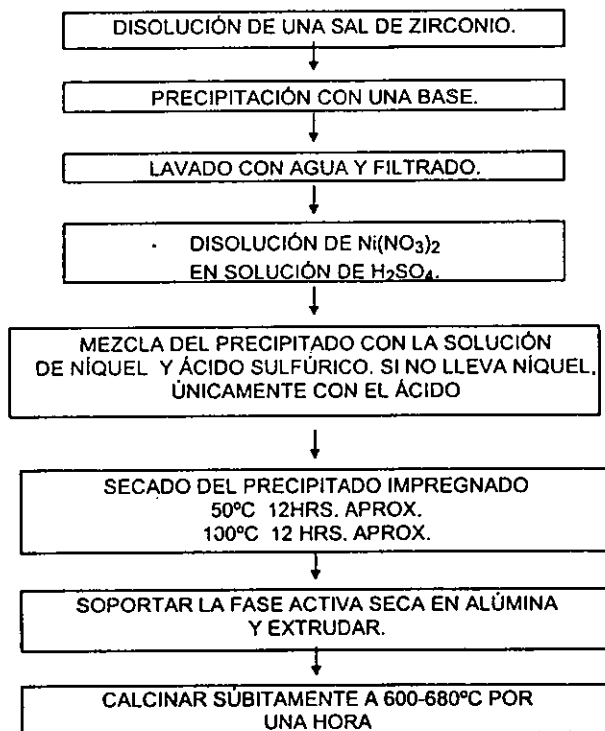 DISOLUCIÓN DE UNA SAL DE ZIRCONIO.
PRECIPITACIÓN CON UNA BASE.
LAVADO CON AGUA Y FILTRADO.
DISOLUCIÓN DE Ni(NO₃)₂
EN SOLUCIÓN DE H₂SO₄.
MEZCLA DEL PRECIPITADO CON LA SOLUCIÓN
DE NÍQUEL Y ÁCIDO SULFÚRICO. SI NO LLEVA NÍQUEL,
ÚNICAMENTE CON EL ÁCIDO
SECADO DEL PRECIPITADO IMPREGNADO
50ºC 12HRS. APROX.
100ºC 12 HRS. APROX.
SOPORTAR LA FASE ACTIVA SECA EN ALÚMINA
Y EXTRUDAR.
CALCINAR SÚBITAMENTE A 600-680ºC POR
UNA HORA